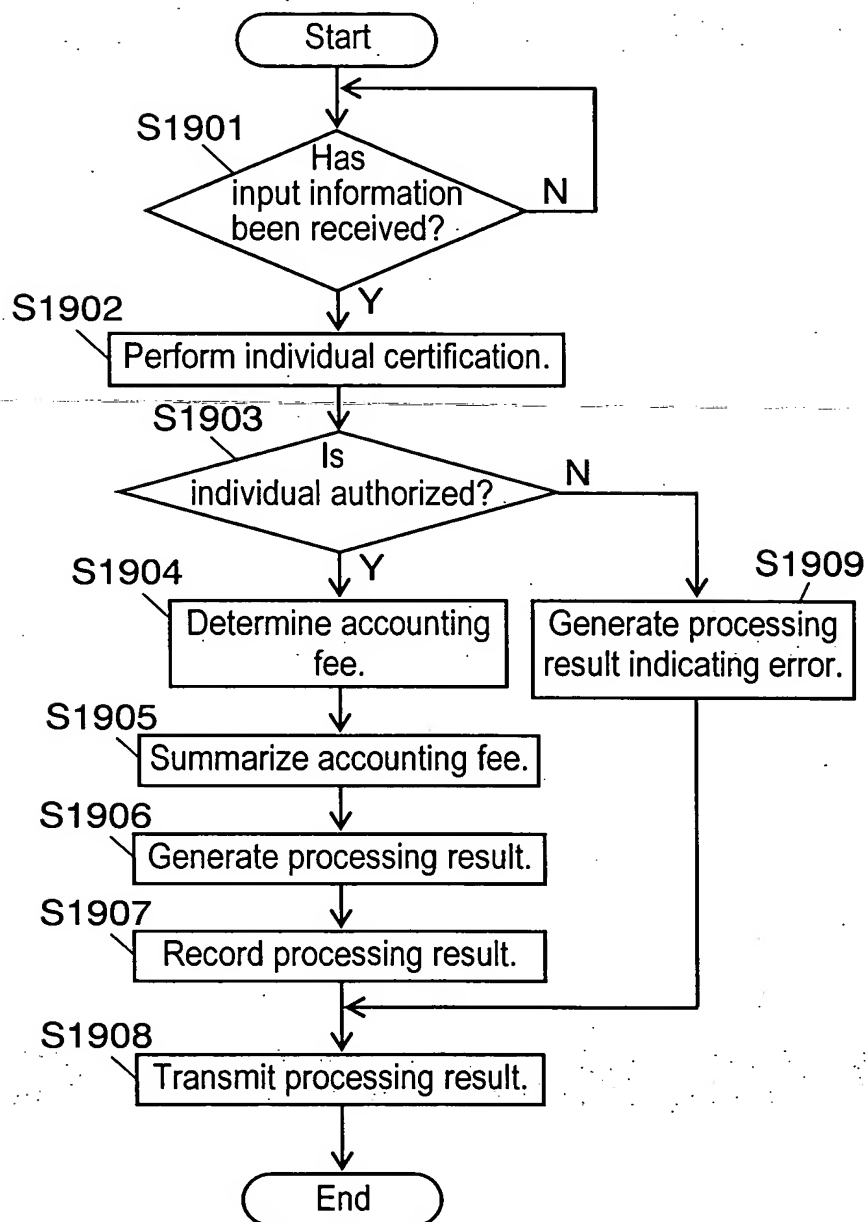 Start
S1901
Has
input information
been received?
N
Y
S1902
Perform individual certification.
S1903
Is
individual authorized?
N
Y
S1904
Determine accounting
fee.
S1909
Generate processing
result indicating error.
S1905
Summarize accounting fee.
S1906
Generate processing result.
S1907
Record processing result.
S1908
Transmit processing result.
End